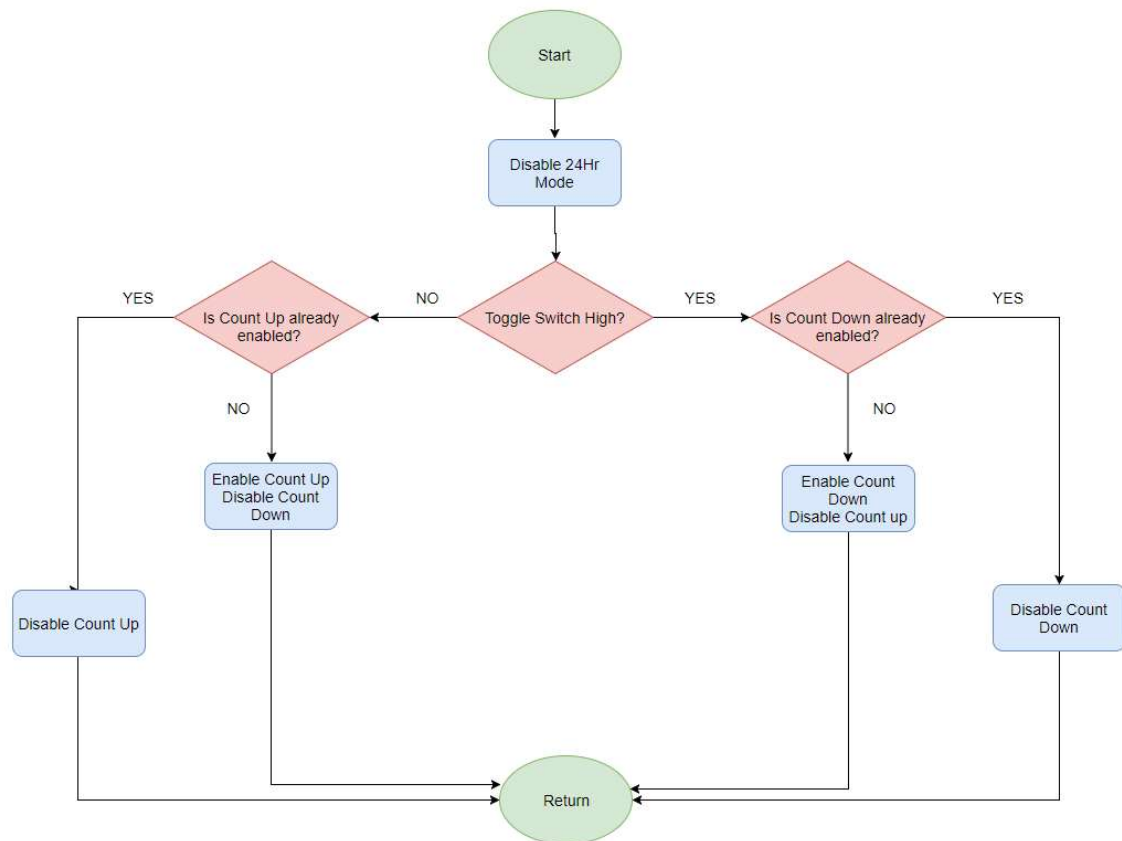 Start
Disable 24Hr
Mode
YES
NO
YES
YES
Is Count Up already
enabled?
Toggle Switch High?
Is Count Down already
enabled?
NO
NO
Enable Count Up
Disable Count
Down
Enable Count
Down
Disable Count up
Disable Count Up
Disable Count
Down
Return